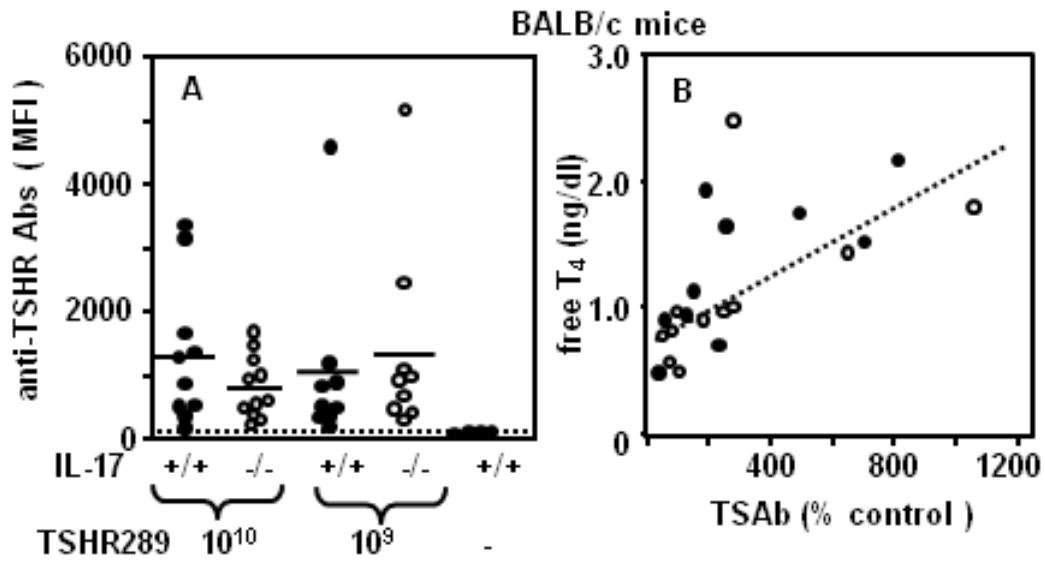 BALB/c mice
A
anti-TSHR Abs ( MFI )
6000
4000
2000
0
IL-17 +/+ -/- +/+ -/- +/+
TSHR289 10¹⁰ 10⁹ -
B
free T₄ (ng/dl)
3.0
2.0
1.0
0
400 800 1200
TSAb (% control )